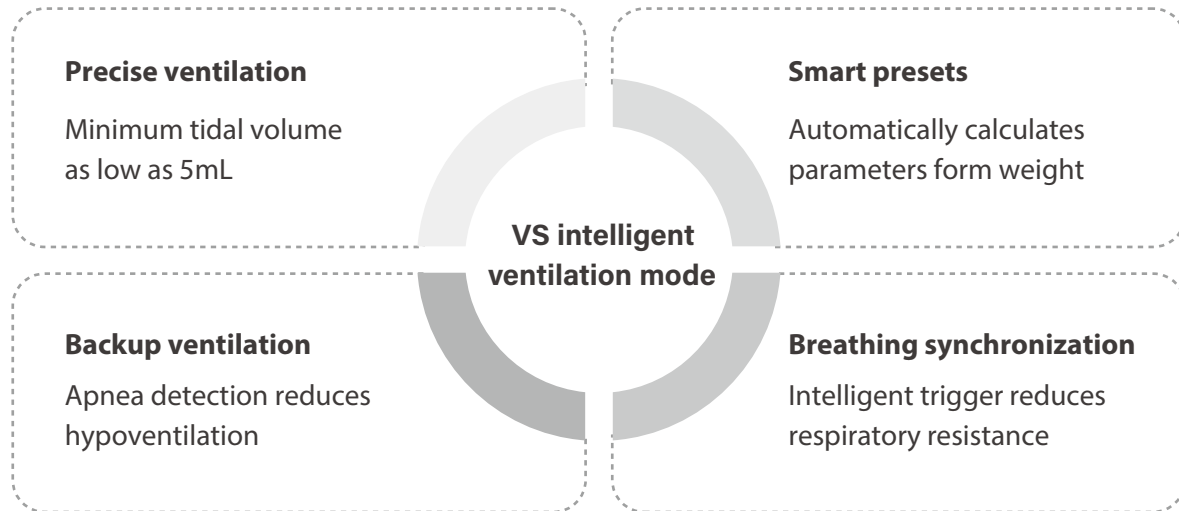 Precise ventilation
Minimum tidal volume
as low as 5mL
Smart presets
Automatically calculates
parameters form weight
VS intelligent
ventilation mode
Backup ventilation
Apnea detection reduces
hypoventilation
Breathing synchronization
Intelligent trigger reduces
respiratory resistance